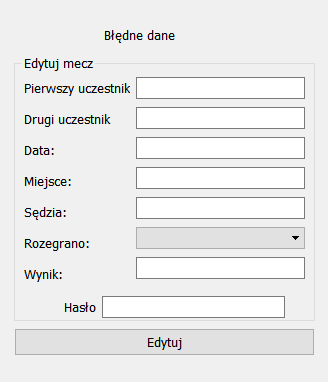 Błędne dane
Edytuj mecz
Pierwszy uczestnik
Drugi uczestnik
Data:
Miejsce:
Sędzia:
Rozegrano:
Wynik:
Hasło
Edytuj